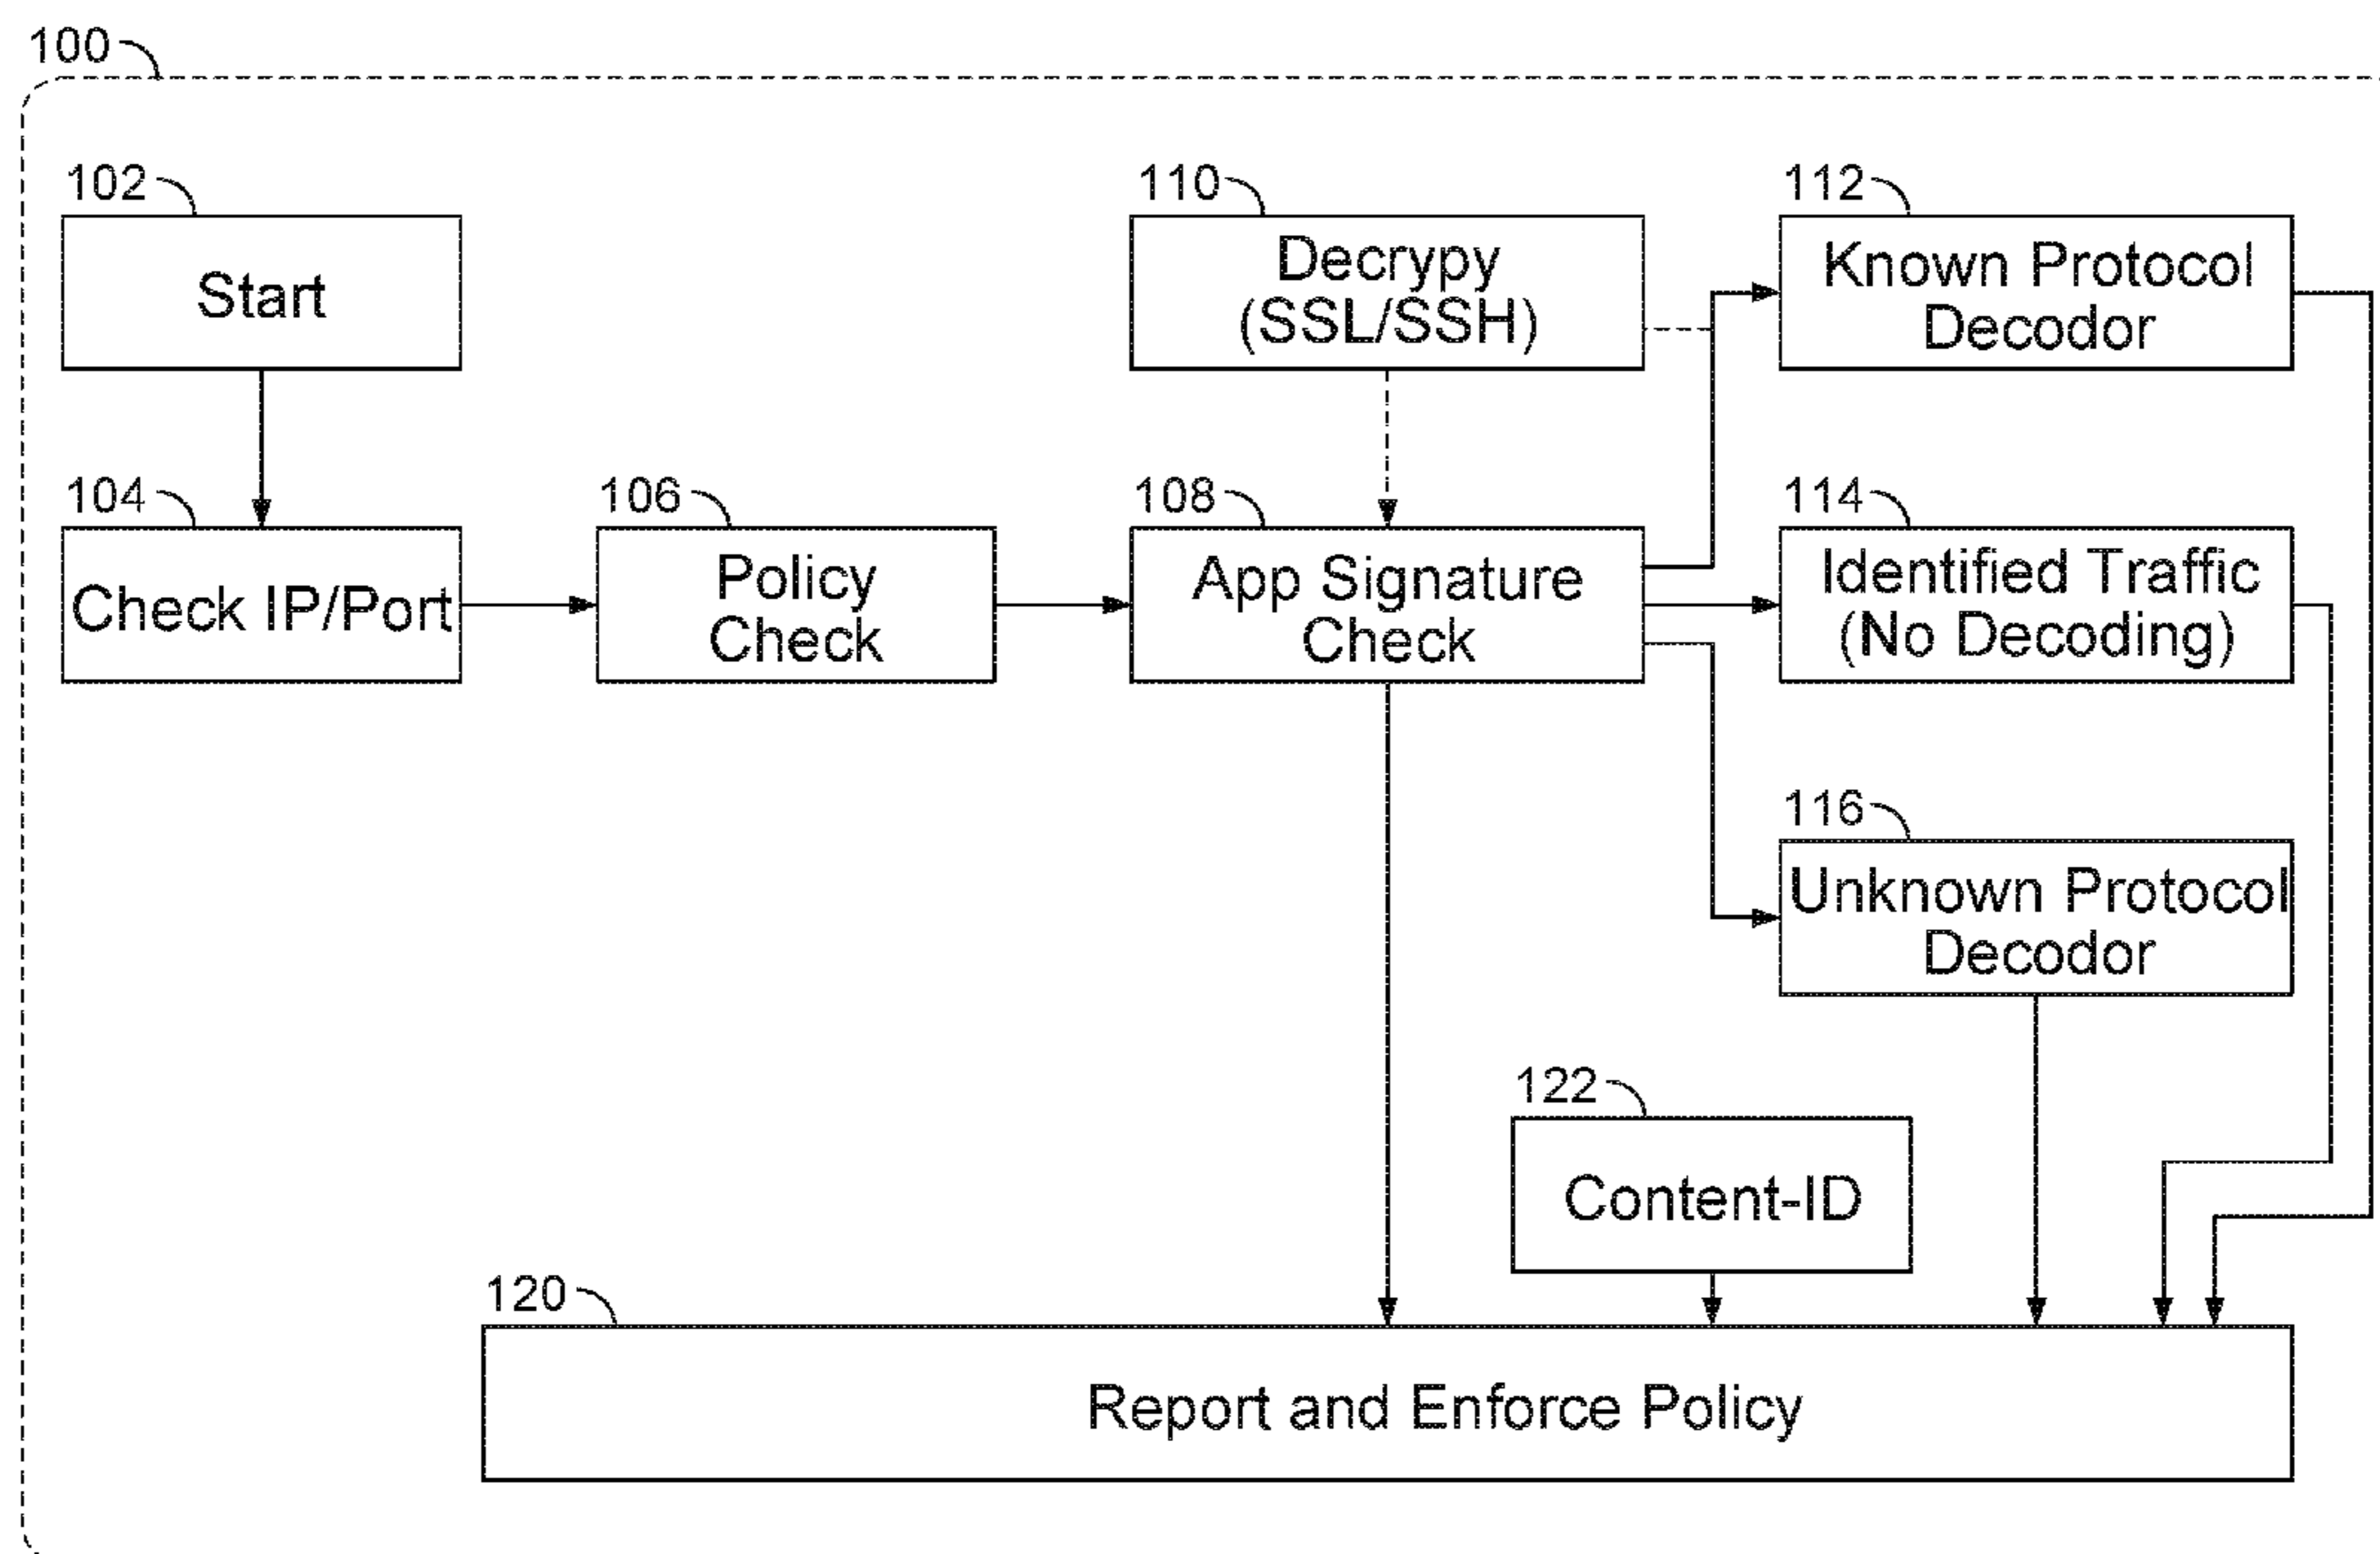 100
102
Start
110
Decrypy
(SSL/SSH)
112
Known Protocol
Decodor
104
Check IP/Port
106
Policy
Check
108
App Signature
Check
114
Identified Traffic
(No Decoding)
116
Unknown Protocol
Decodor
122
Content-ID
120
Report and Enforce Policy